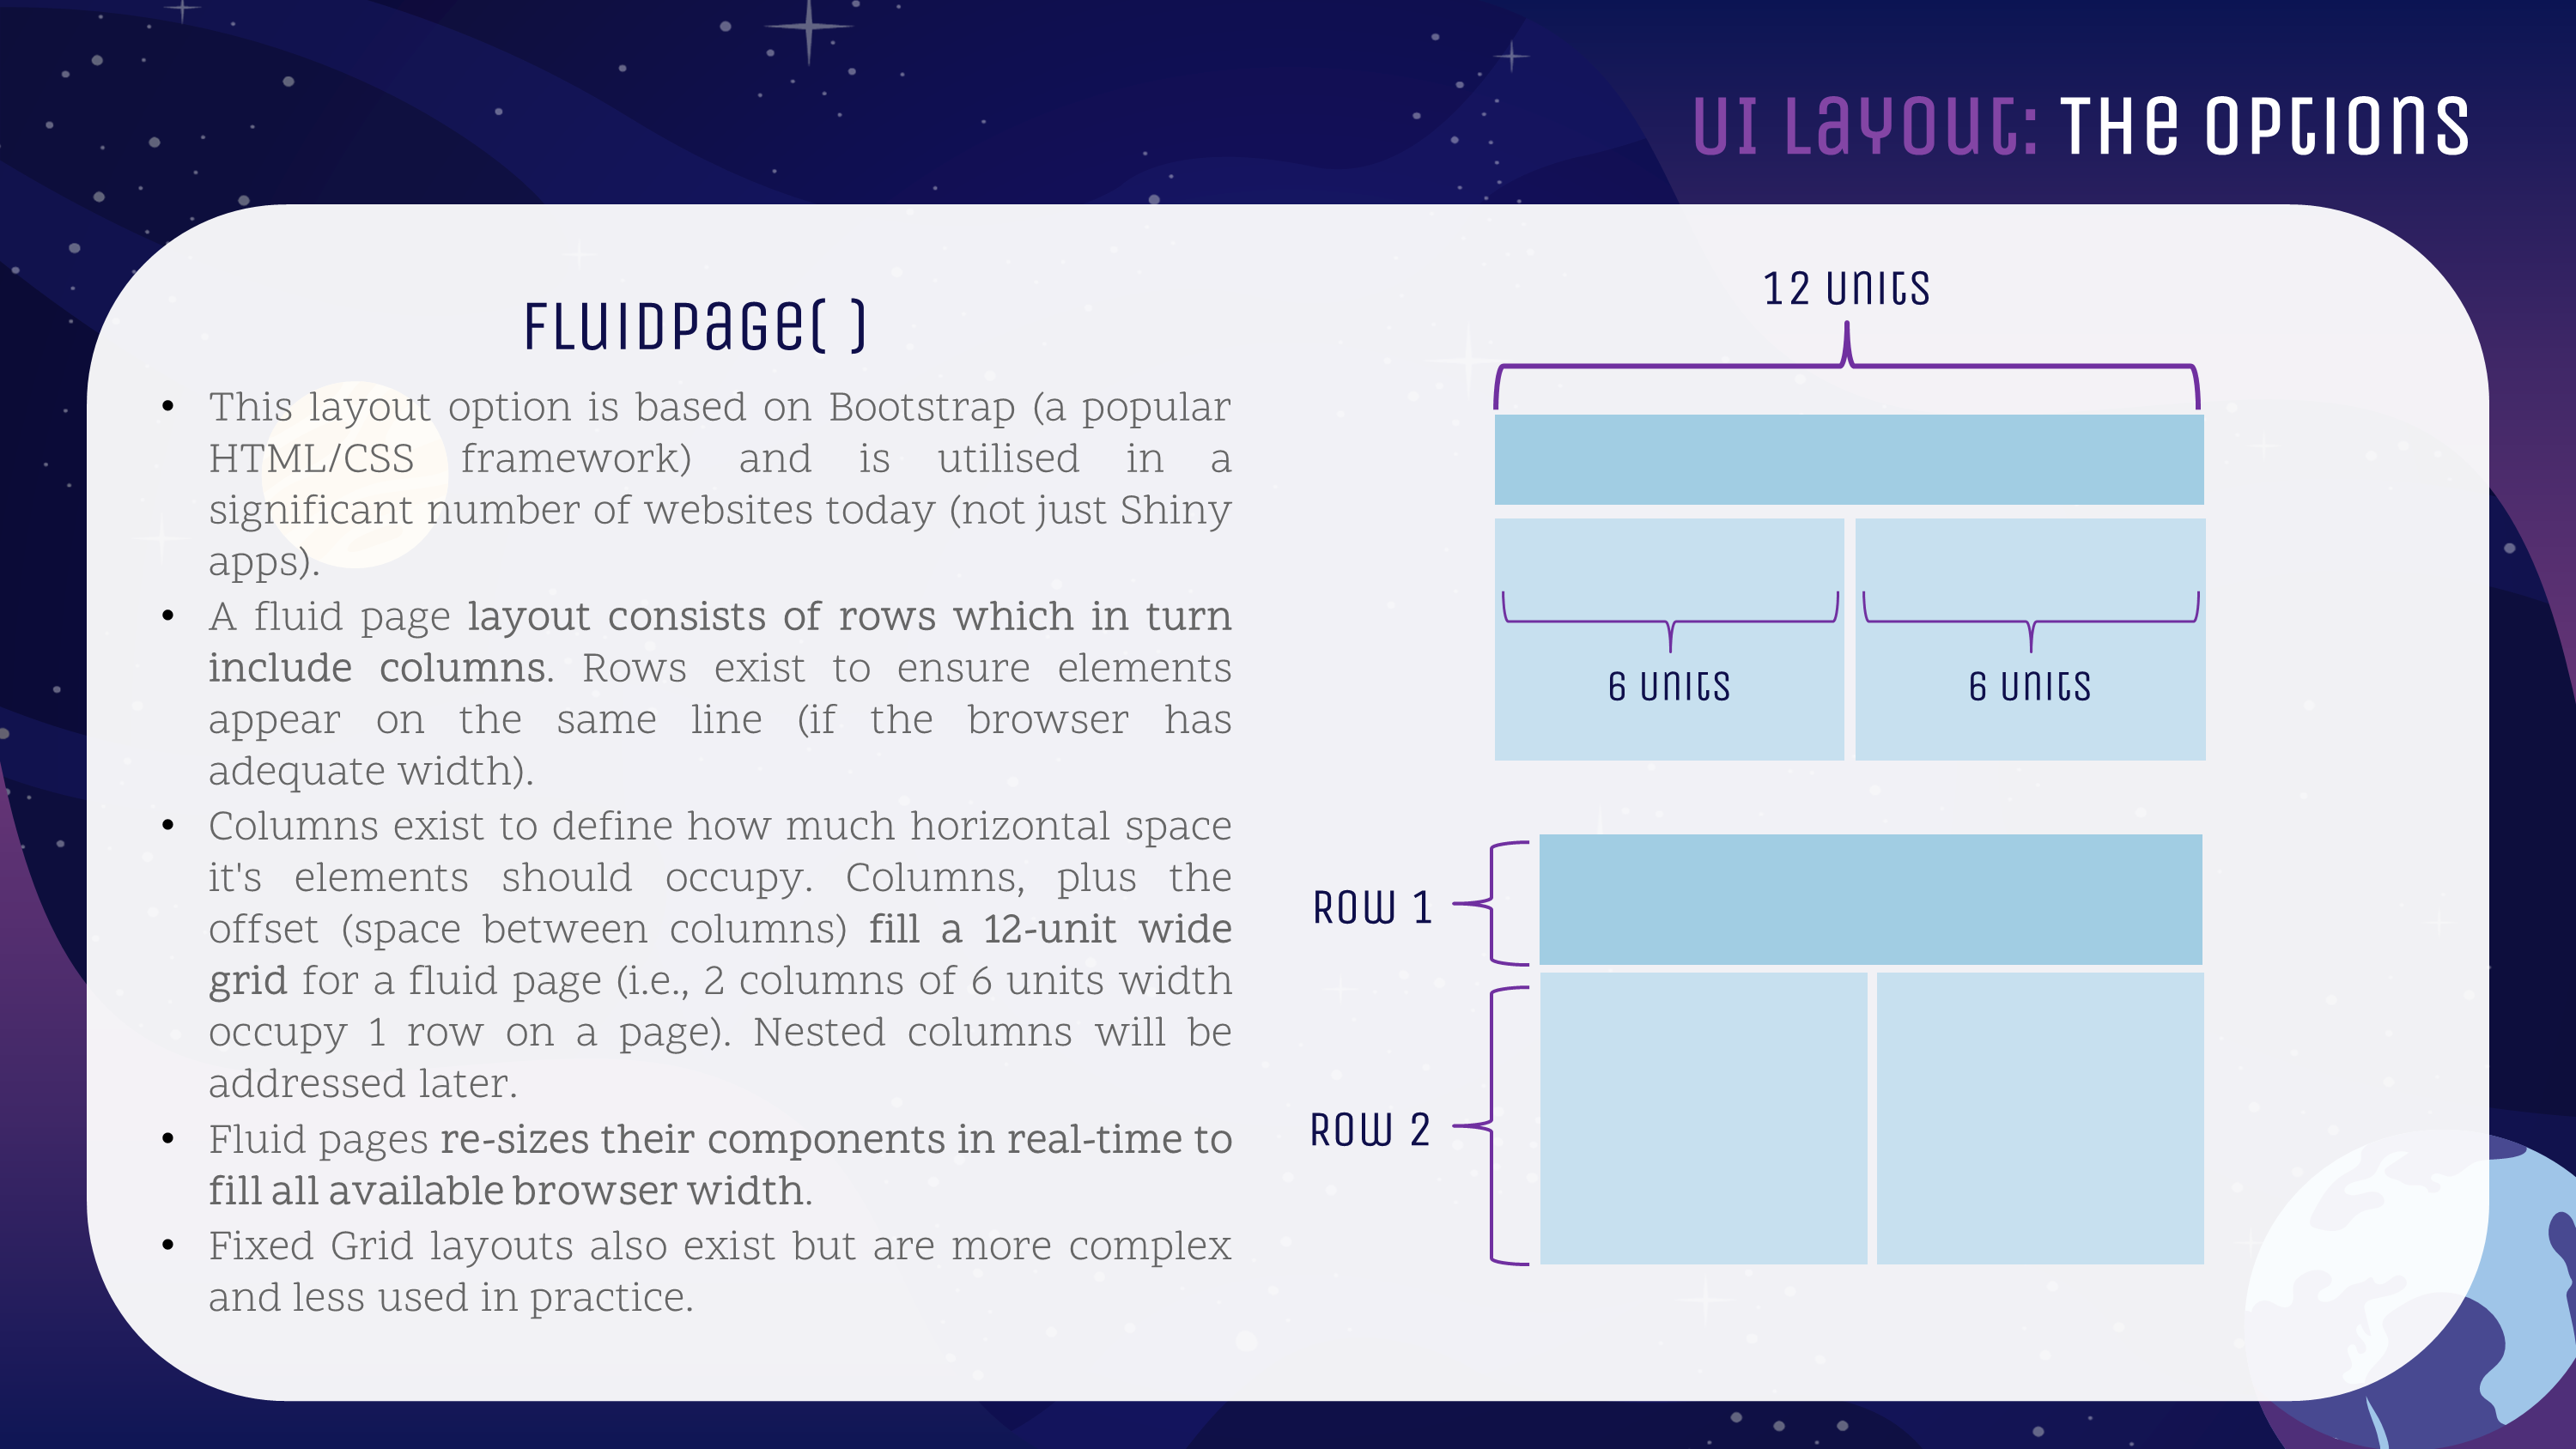 UI Layout: The Options
fluidPage( )
• This layout option is based on Bootstrap (a popular
HTML/CSS framework) and is utilised in a
significant number of websites today (not just Shiny
apps).
• A fluid page layout consists of rows which in turn
include columns. Rows exist to ensure elements
appear on the same line (if the browser has
adequate width).
• Columns exist to define how much horizontal space
it's elements should occupy. Columns, plus the
offset (space between columns) fill a 12-unit wide
grid for a fluid page (i.e., 2 columns of 6 units width
occupy 1 row on a page). Nested columns will be
addressed later.
• Fluid pages re-sizes their components in real-time to
fill all available browser width.
• Fixed Grid layouts also exist but are more complex
and less used in practice.
12 units
6 units
6 units
Row 1
Row 2